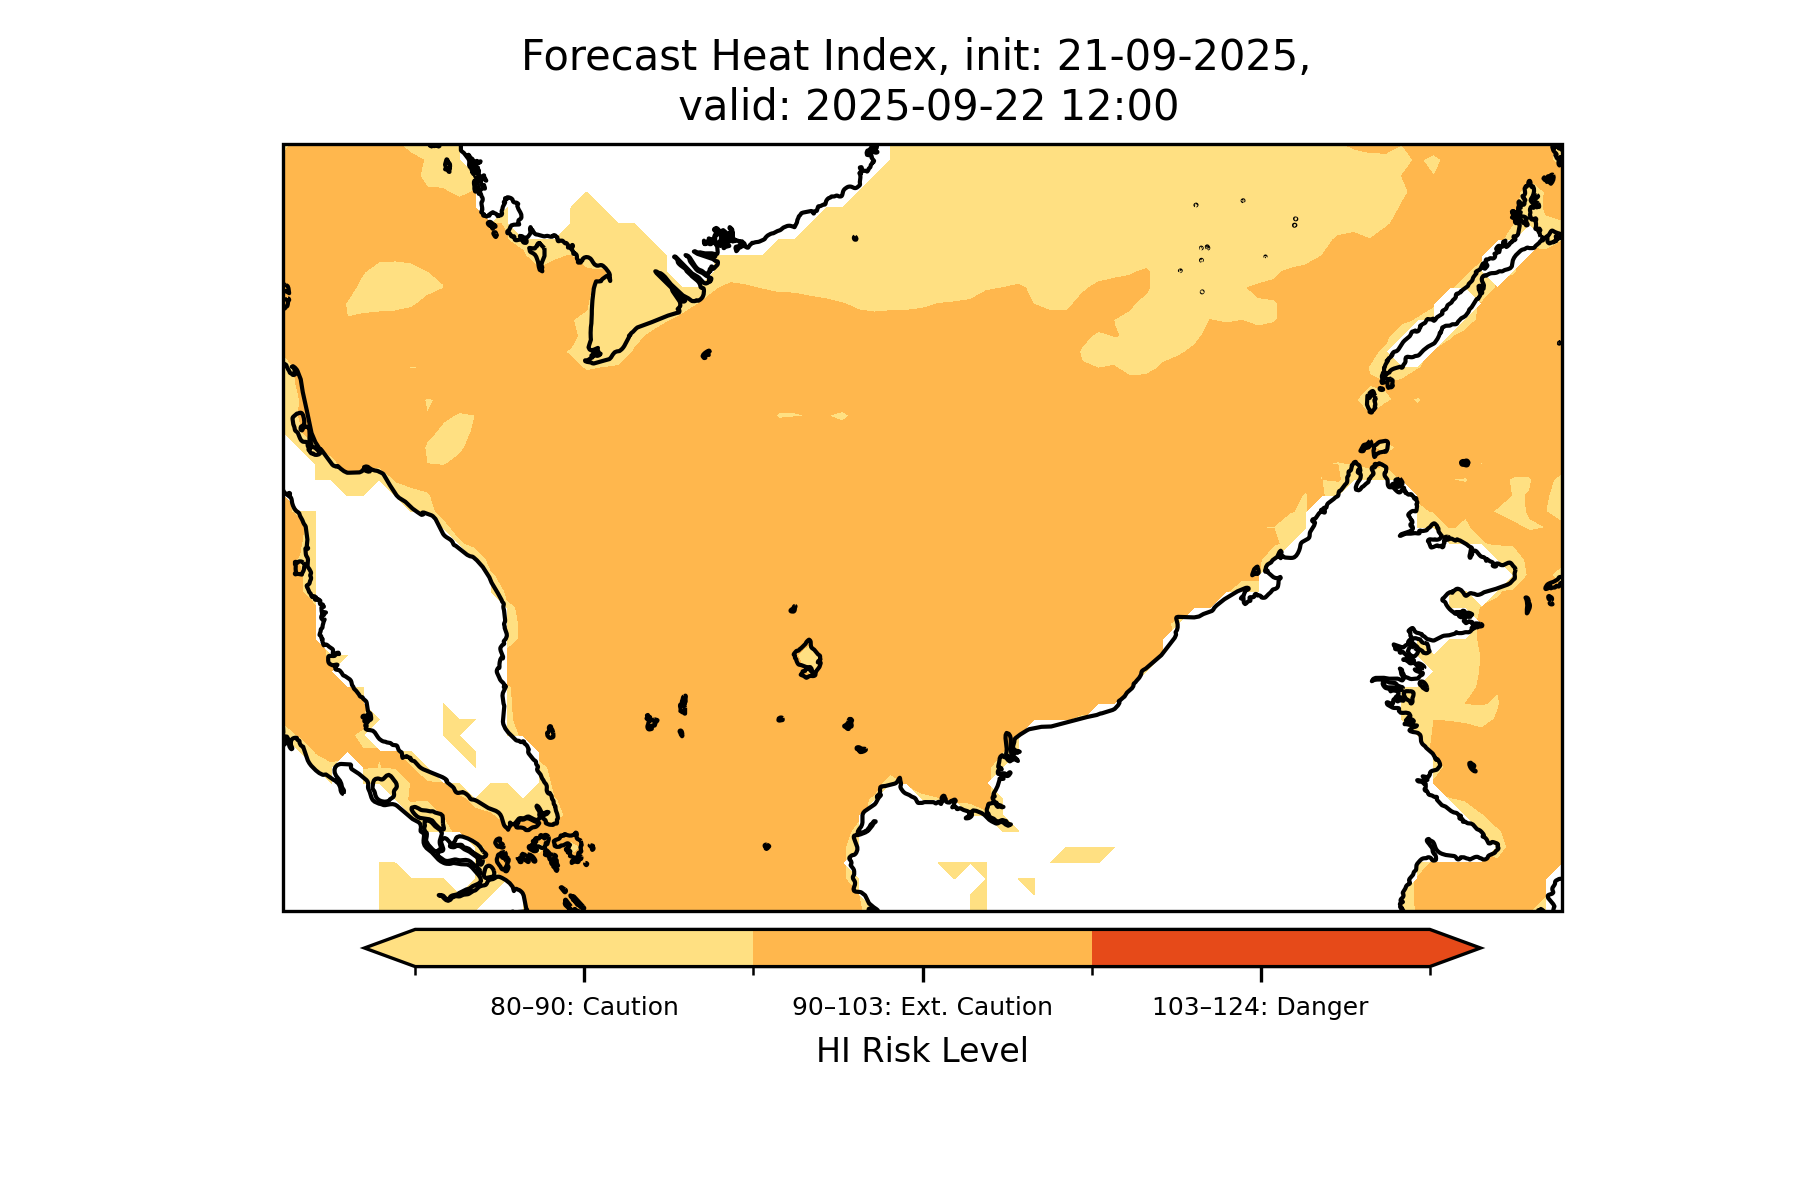 Forecast Heat Index, init: 21-09-2025,
valid: 2025-09-22 12:00
80–90: Caution
90–103: Ext. Caution
103–124: Danger
HI Risk Level